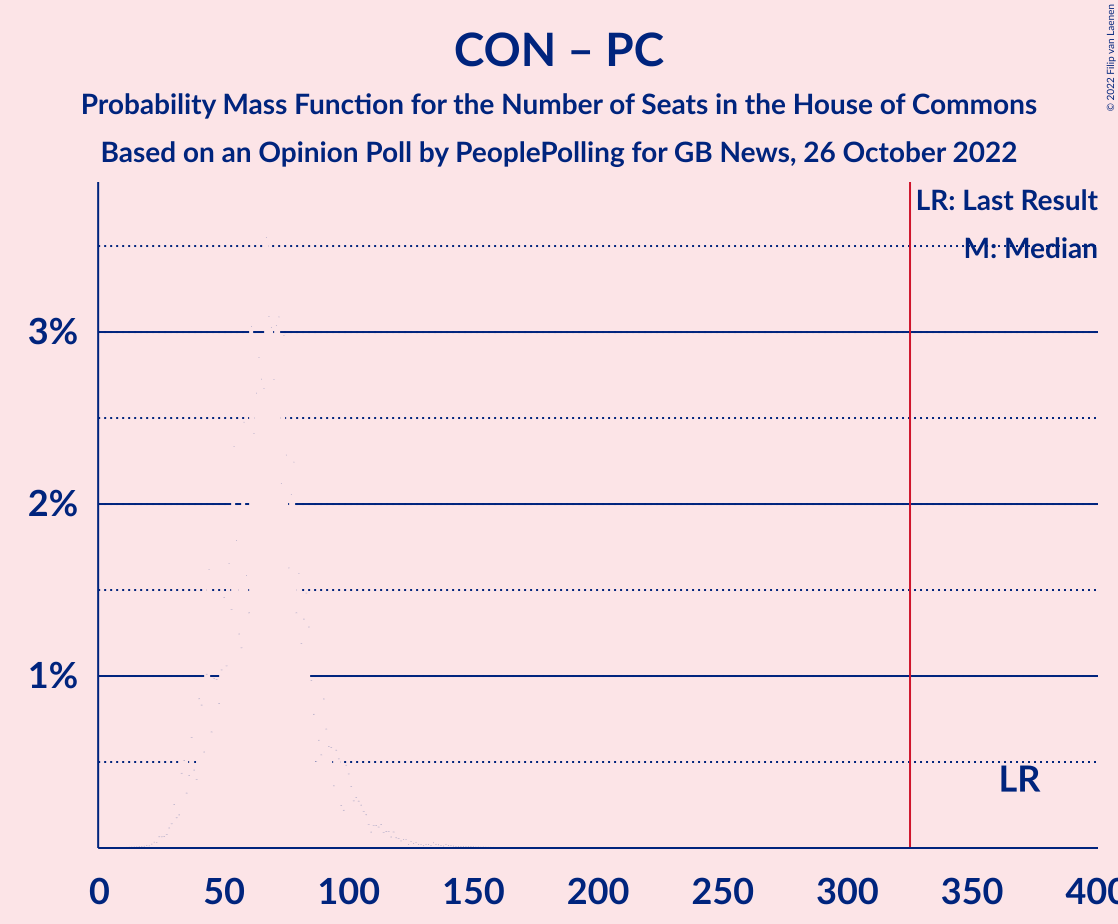 CON – PC
Probability Mass Function for the Number of Seats in the House of Commons
Based on an Opinion Poll by PeoplePolling for GB News, 26 October 2022
© 2022 Filip van Laenen
LR: Last Result
M: Median
3%
2%
1%
LR
0 50 100 150 200 250 300 350 400